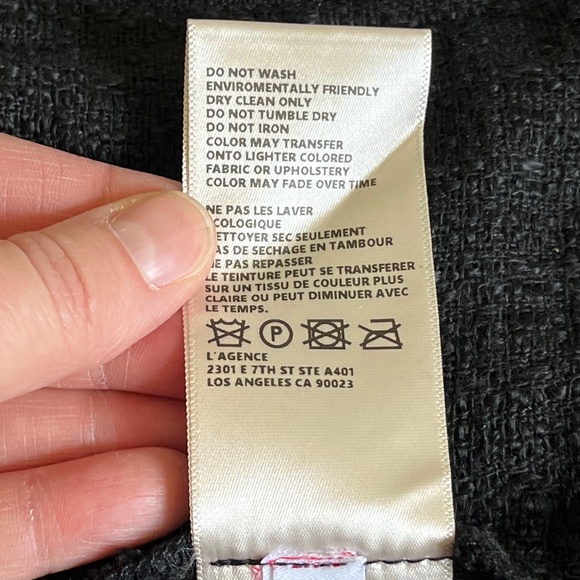 DO NOT WASH
ENVIROMENTALLY FRIENDLY
DRY CLEAN ONLY
DO NOT TUMBLE DRY
DO NOT IRON
COLOR MAY TRANSFER
ONTO LIGHTER COLORED
FABRIC OR UPHOLSTERY
COLOR MAY FADE OVER TIME
NE PAS LES LAVER
COLOGIQUE
ETTOYER SEC SEULEMENT
AS DE SECHAGE EN TAMBOUR
NE PAS REPASSER
LE TEINTURE PEUT SE TRANSFERER
SUR UN TISSU DE COULEUR PLUS
CLAIRE OU PEUT DIMINUER AVEC
LE TEMPS.
P
L'AGENCE
2301 E 7TH ST STE A401
LOS ANGELES CA 90023